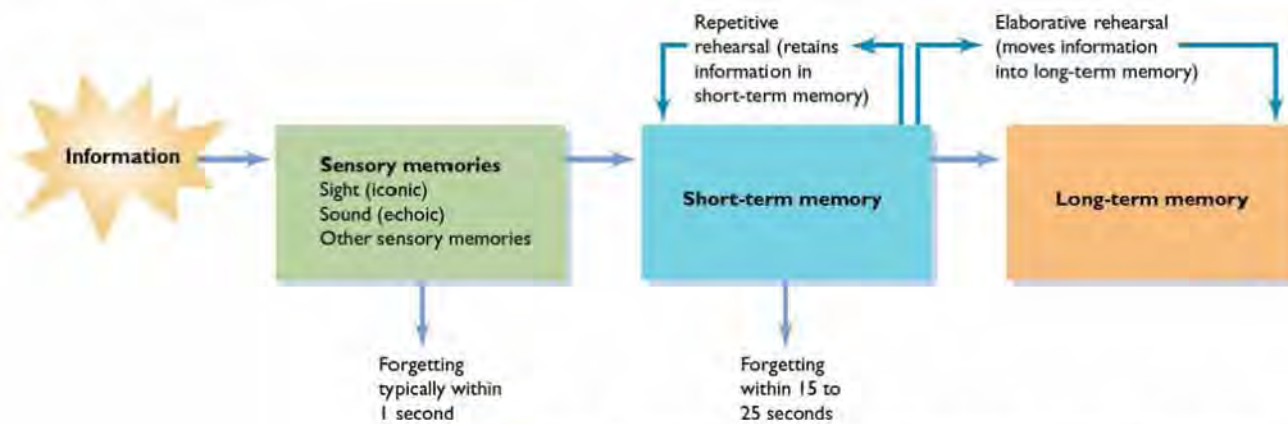 Repetitive
rehearsal (retains
information in
short-term memory)
Elaborative rehearsal
(moves information
into long-term memory)
Information
Sensory memories
Sight (iconic)
Sound (echoic)
Other sensory memories
Short-term memory
Long-term memory
Forgetting
typically within
1 second
Forgetting
within 15 to
25 seconds